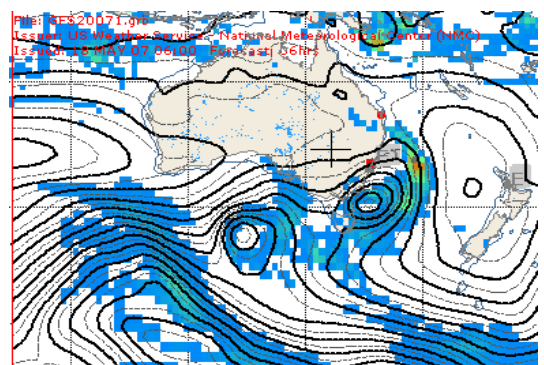 File: GFS20071.grb
Issuer: US Weather Service - National Meteorological Center (NMC)
Issued: 18 MAY 07 06:00 Forecast: 36hrs